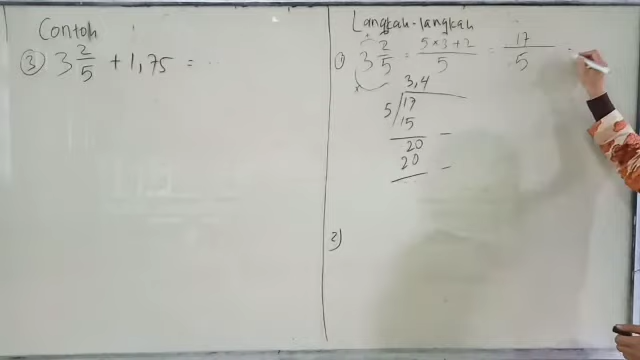 Contoh
③ 3 2/5 + 1,75 = ...
Langkah-langkah
1) 3 2/5 = 5 × 3 + 2 / 5 = 17 / 5 =
3,4
5 17
15
20
20
2)